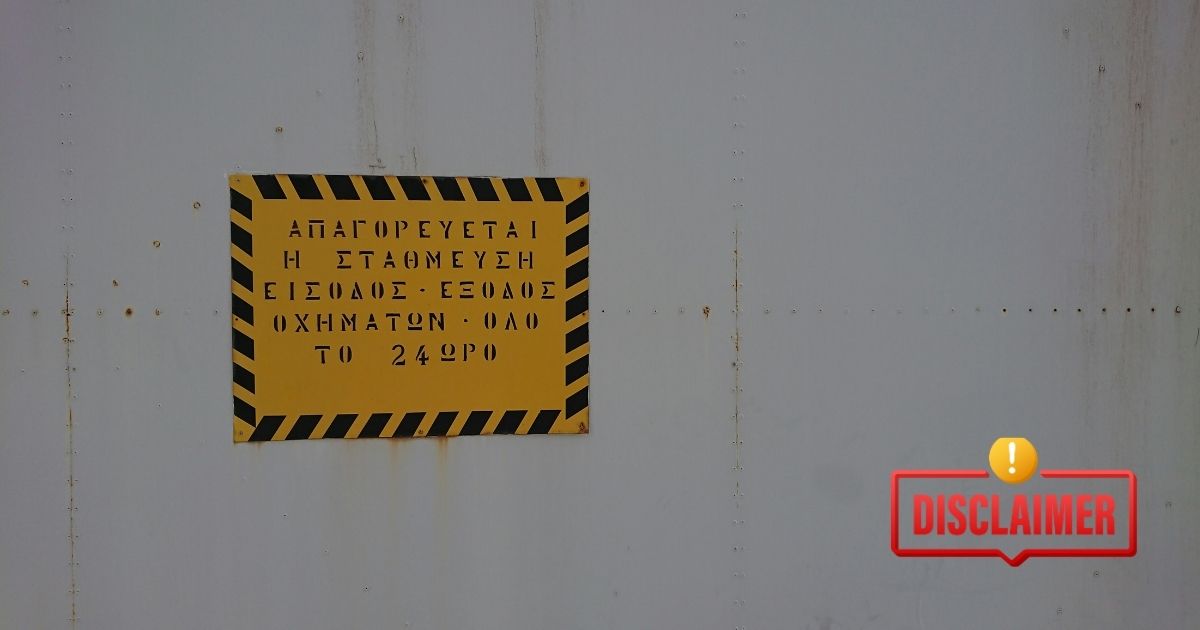 ΑΠΑΓΟΡΕΥΕΤΑΙ
Η ΣΤΑΘΜΕΥΣΗ
ΕΙΣΟΔΟΣ · ΕΞΟΔΟΣ
ΟΧΗΜΑΤΩΝ · ΟΛΟ
ΤΟ 24ΩΡΟ
!
DISCLAIMER